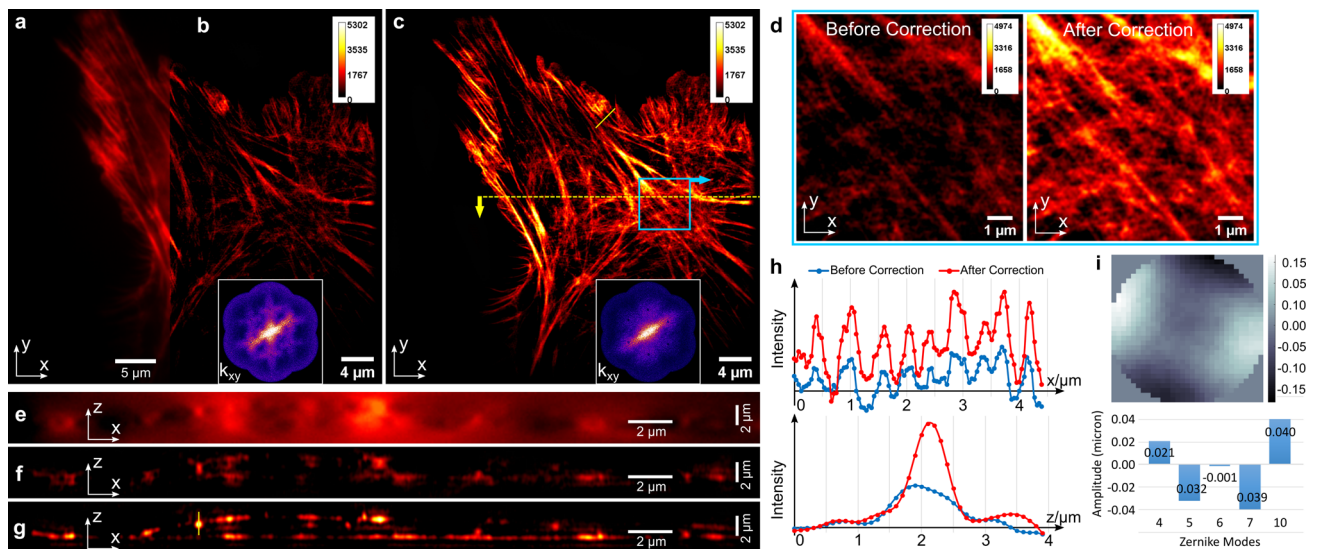 a
b
5302
3535
1767
0
y
x
5 µm
kxy
4 µm
c
5302
3535
1767
0
y
x
kxy
4 µm
d
Before Correction
4974
3316
1658
0
y
x
1 µm
After Correction
4974
3316
1658
0
y
x
1 µm
e
z
x
2 µm
2 µm
f
z
x
2 µm
2 µm
g
z
x
2 µm
2 µm
h
Before Correction
After Correction
Intensity
x/µm
0 1 2 3 4
Intensity
z/µm
0 1 2 3 4
i
0.15
0.10
0.05
0.00
-0.05
-0.10
-0.15
Amplitude (micron)
0.04
0.02
0.00
-0.02
-0.04
0.021
0.032
-0.001
0.039
0.040
4 5 6 7 10
Zernike Modes